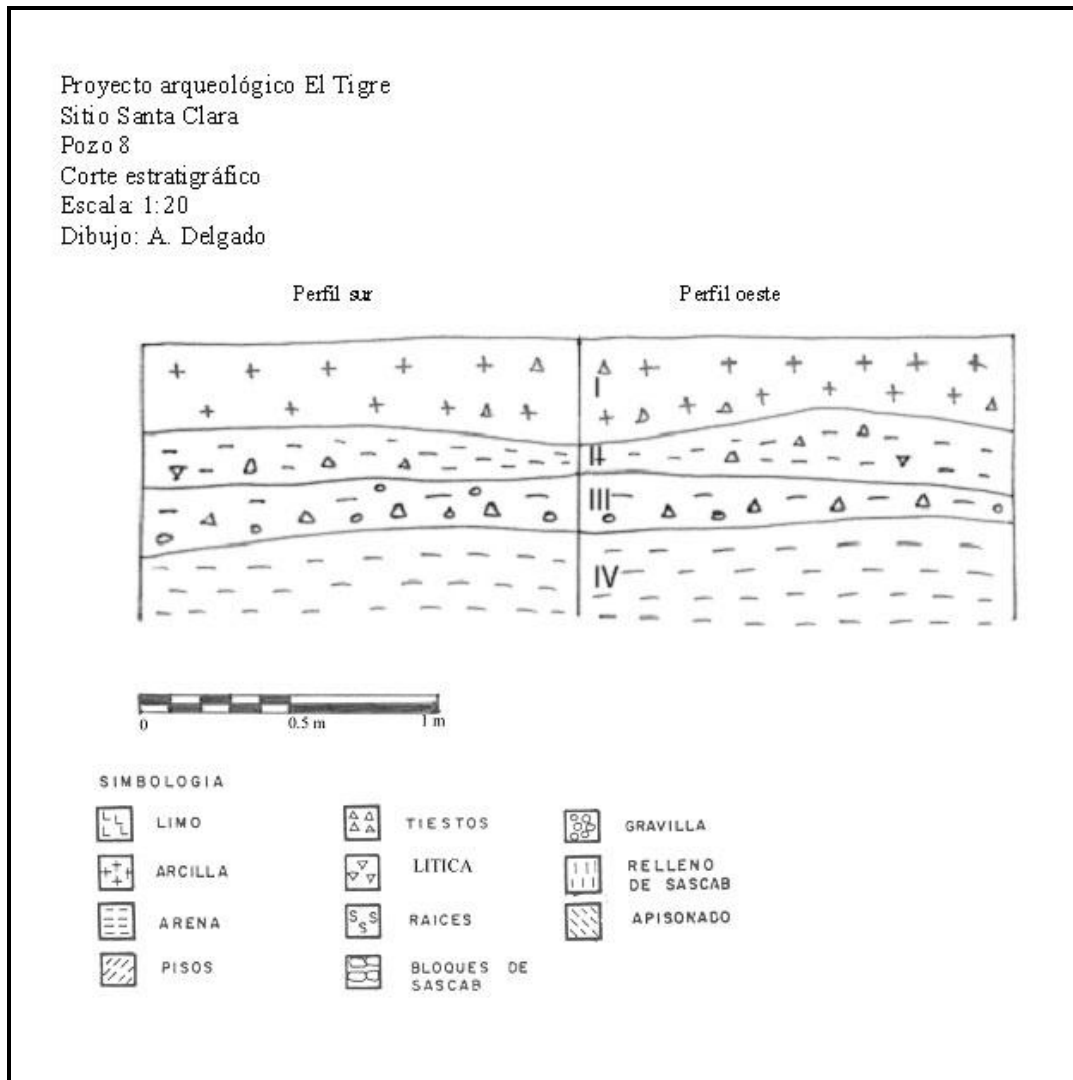 Proyecto arqueológico El Tigre
Sitio Santa Clara
Pozo 8
Corte estratigráfico
Escala: 1:20
Dibujo: A. Delgado
Perfil sur
Perfil oeste
I
II
III
IV
0
0.5 m
1 m
SIMBOLOGIA
LIMO
TIESTOS
GRAVILLA
ARCILLA
LITICA
RELLENO
DE SASCAB
ARENA
RAICES
APISONADO
PISOS
BLOQUES DE
SASCAB